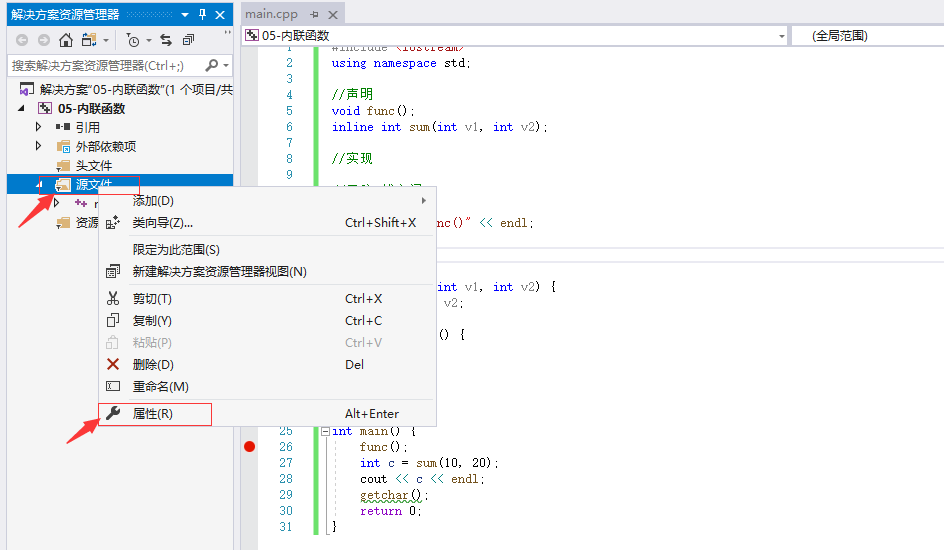 解决方案资源管理器
搜索解决方案资源管理器(Ctrl+;)
解决方案"05-内联函数"(1 个项目/共
05-内联函数
引用
外部依赖项
头文件
源文件
资源
添加(D)
类向导(Z)... Ctrl+Shift+X
限定为此范围(S)
新建解决方案资源管理器视图(N)
剪切(T) Ctrl+X
复制(Y) Ctrl+C
粘贴(P) Ctrl+V
删除(D) Del
重命名(M)
属性(R) Alt+Enter
main.cpp
05-内联函数 (全局范围)
1 #include <iostream>
2 using namespace std;
3
4 //声明
5 void func();
6 inline int sum(int v1, int v2);
7
8 //实现
9
nc()" << endl;
int v1, int v2) {
v2;
() {
25 int main() {
26 func();
27 int c = sum(10, 20);
28 cout << c << endl;
29 getchar();
30 return 0;
31 }